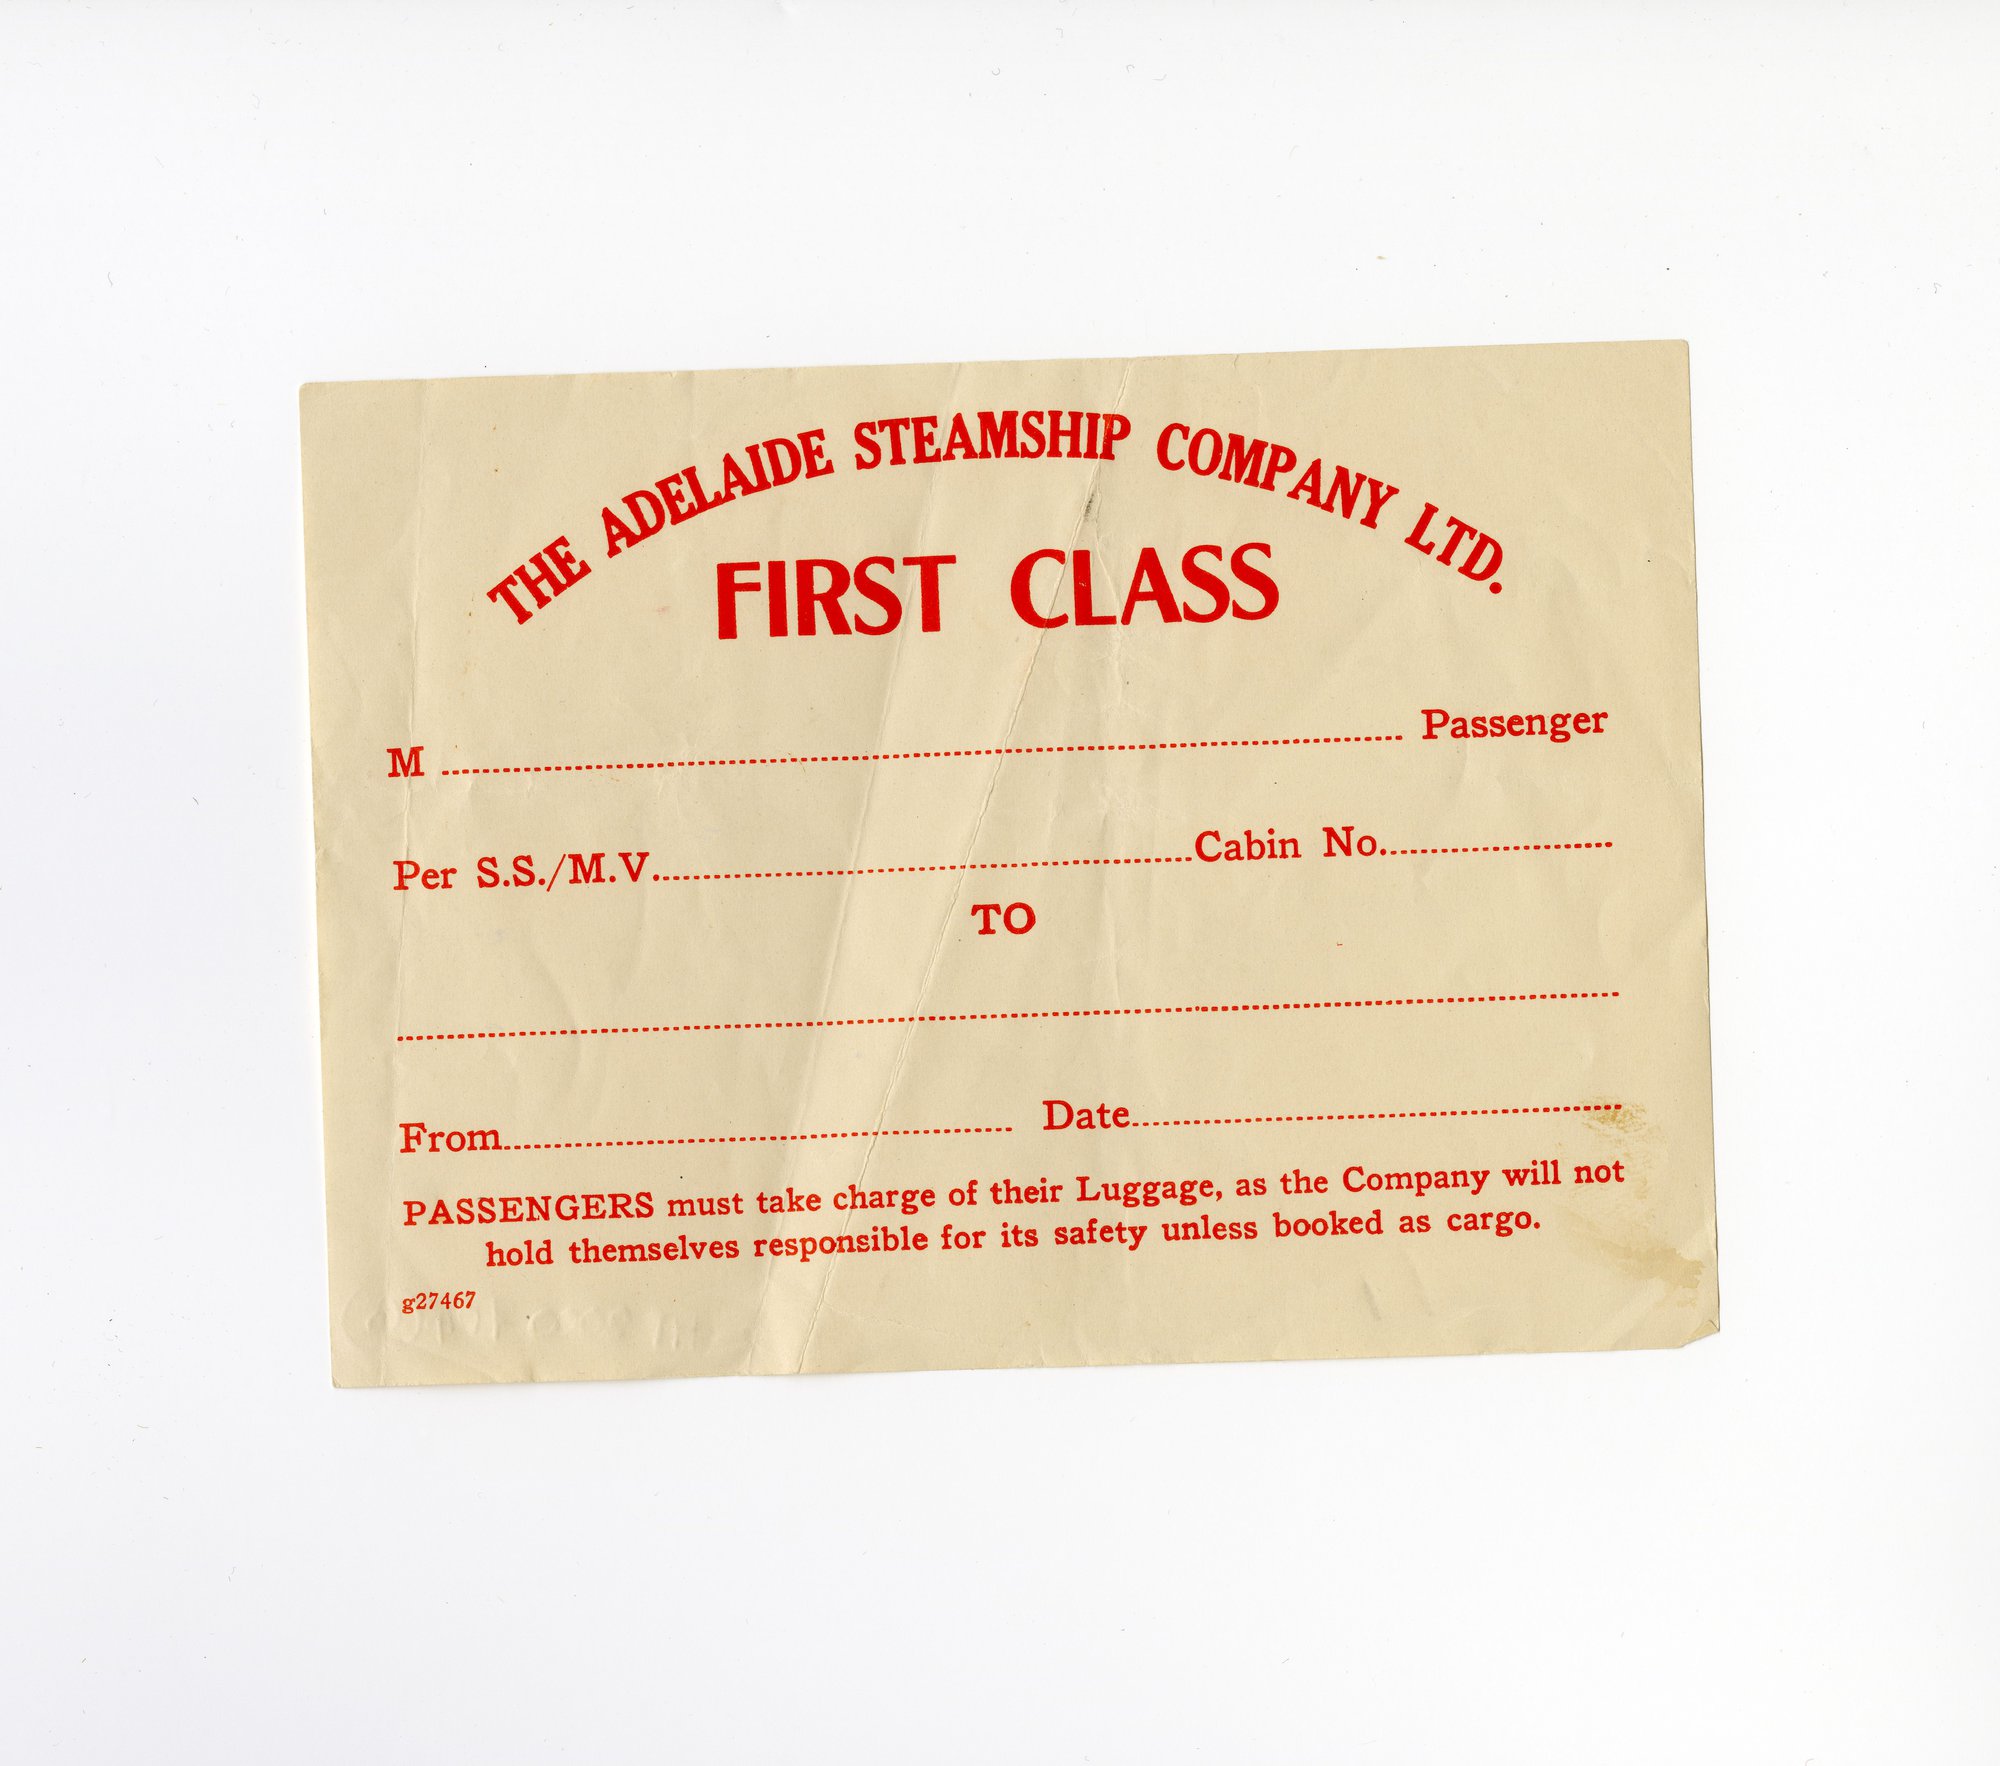 THE ADELAIDE STEAMSHIP COMPANY LTD.
FIRST CLASS
M ........................ Passenger
Per S.S./M.V.........................Cabin No.........................
TO
........................
From........................ Date........................
PASSENGERS must take charge of their Luggage, as the Company will not
hold themselves responsible for its safety unless booked as cargo.
g27467